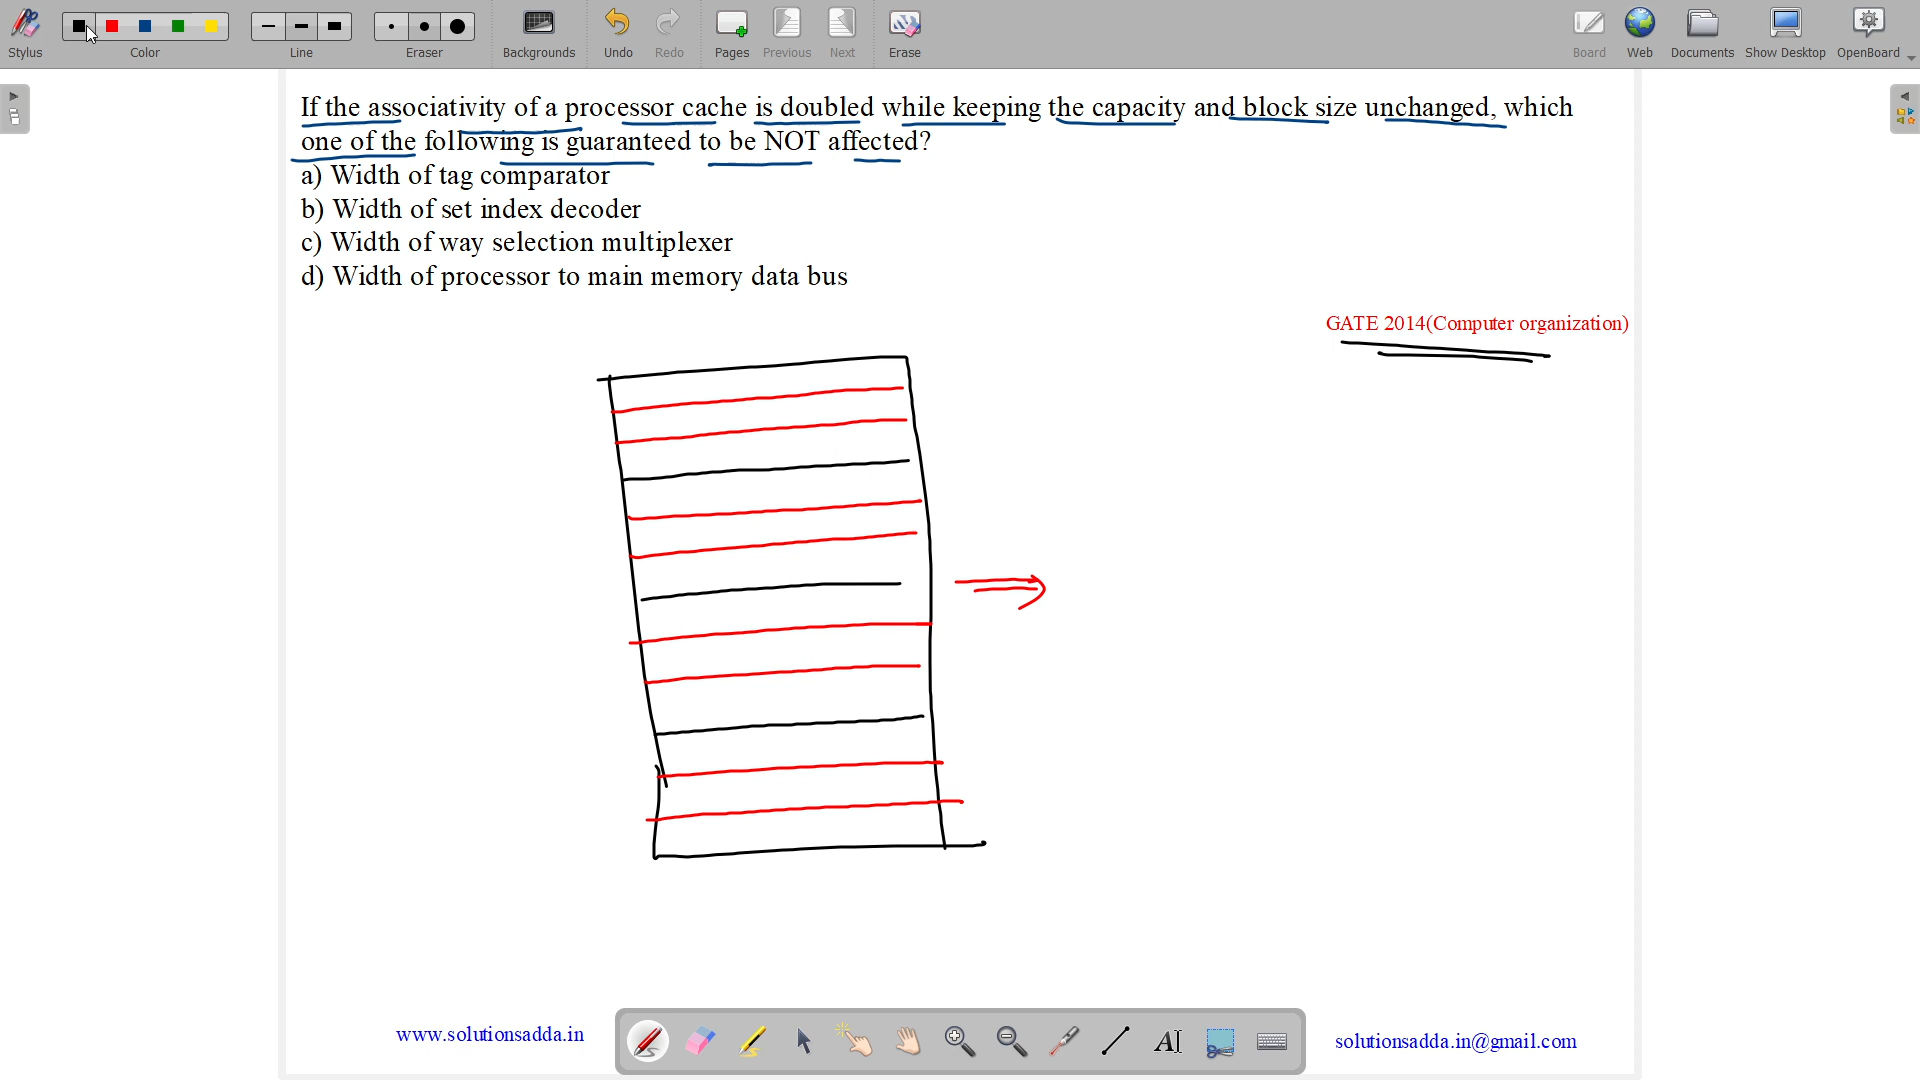 Stylus
Color
Line
Eraser
Backgrounds
Undo
Redo
Pages
Previous
Next
Erase
Board
Web
Documents
Show Desktop
OpenBoard
If the associativity of a processor cache is doubled while keeping the capacity and block size unchanged, which
one of the following is guaranteed to be NOT affected?
a) Width of tag comparator
b) Width of set index decoder
c) Width of way selection multiplexer
d) Width of processor to main memory data bus
GATE 2014(Computer organization)
www.solutionsadda.in
solutionsadda.in@gmail.com